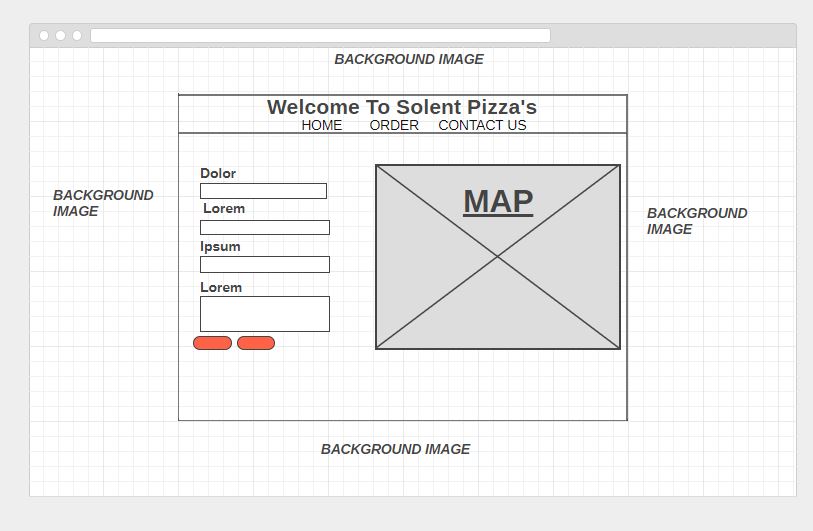 BACKGROUND IMAGE
Welcome To Solent Pizza's
HOME ORDER CONTACT US
Dolor
Lorem
Ipsum
Lorem
MAP
BACKGROUND
IMAGE
BACKGROUND
IMAGE
BACKGROUND IMAGE